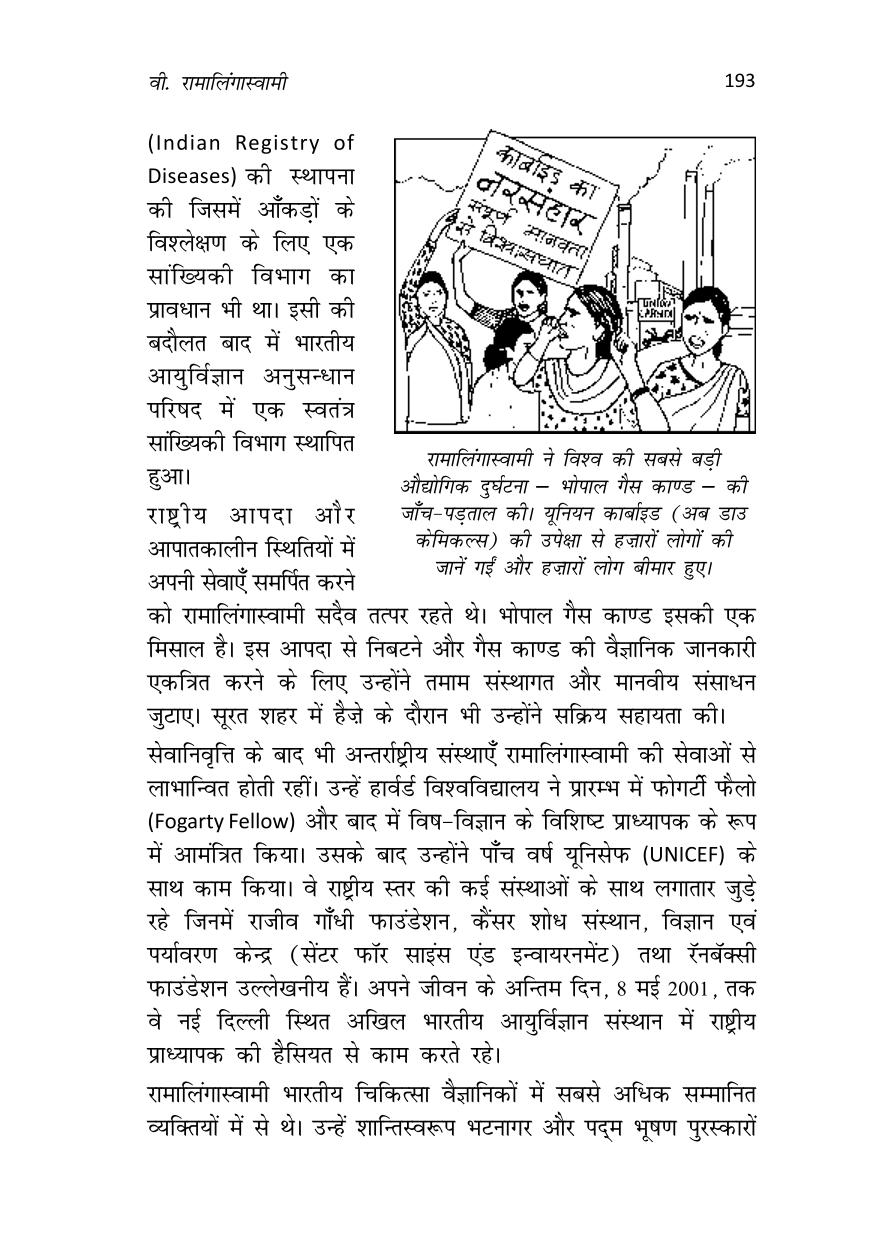 वी. रामालिंगास्वामी
193
(Indian Registry of
Diseases) की स्थापना
की जिसमें आँकड़ों के
विश्लेक्षण के लिए एक
सांख्यिकी विभाग का
प्रावधान भी था। इसी की
बदौलत बाद में भारतीय
आयुर्विज्ञान अनुसन्धान
परिषद में एक स्वतंत्र
सांख्यिकी विभाग स्थापित
हुआ।
कार्बाइड का
नरसंहार
संपूर्ण मानवता
से विश्वासघात
UNION
CARBIDE
रामालिंगास्वामी ने विश्व की सबसे बड़ी
औद्योगिक दुर्घटना – भोपाल गैस काण्ड – की
जाँच-पड़ताल की। यूनियन कार्बाइड (अब डाउ
केमिकल्स) की उपेक्षा से हज़ारों लोगों की
जानें गईं और हज़ारों लोग बीमार हुए।
राष्ट्रीय आपदा और
आपातकालीन स्थितियों में
अपनी सेवाएँ समर्पित करने
को रामालिंगास्वामी सदैव तत्पर रहते थे। भोपाल गैस काण्ड इसकी एक
मिसाल है। इस आपदा से निबटने और गैस काण्ड की वैज्ञानिक जानकारी
एकत्रित करने के लिए उन्होंने तमाम संस्थागत और मानवीय संसाधन
जुटाए। सूरत शहर में हैज़े के दौरान भी उन्होंने सक्रिय सहायता की।
सेवानिवृत्ति के बाद भी अन्तर्राष्ट्रीय संस्थाएँ रामालिंगास्वामी की सेवाओं से
लाभान्वित होती रहीं। उन्हें हार्वर्ड विश्वविद्यालय ने प्रारम्भ में फोगर्टी फैलो
(Fogarty Fellow) और बाद में विष-विज्ञान के विशिष्ट प्राध्यापक के रूप
में आमंत्रित किया। उसके बाद उन्होंने पाँच वर्ष यूनिसेफ (UNICEF) के
साथ काम किया। वे राष्ट्रीय स्तर की कई संस्थाओं के साथ लगातार जुड़े
रहे जिनमें राजीव गाँधी फाउंडेशन, कैंसर शोध संस्थान, विज्ञान एवं
पर्यावरण केन्द्र (सेंटर फॉर साइंस एंड इन्वायरनमेंट) तथा रॅनबॅक्सी
फाउंडेशन उल्लेखनीय हैं। अपने जीवन के अन्तिम दिन, 8 मई 2001, तक
वे नई दिल्ली स्थित अखिल भारतीय आयुर्विज्ञान संस्थान में राष्ट्रीय
प्राध्यापक की हैसियत से काम करते रहे।
रामालिंगास्वामी भारतीय चिकित्सा वैज्ञानिकों में सबसे अधिक सम्मानित
व्यक्तियों में से थे। उन्हें शान्तिस्वरूप भटनागर और पद्म भूषण पुरस्कारों